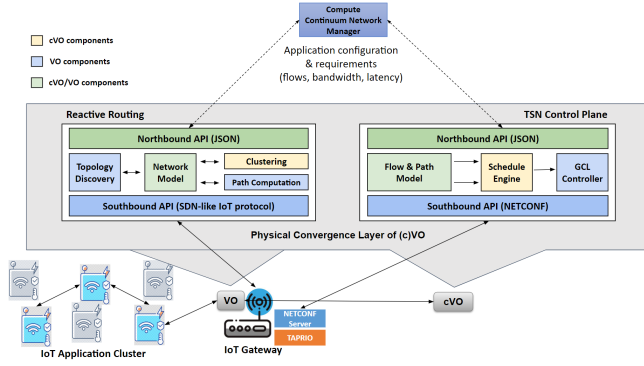 Compute
Continuum Network
Manager
cVO components
VO components
cVO/VO components
Application configuration
& requirements
(flows, bandwidth, latency)
Reactive Routing
TSN Control Plane
Northbound API (JSON)
Northbound API (JSON)
Topology
Discovery
Network
Model
Clustering
Path Computation
Flow & Path
Model
Schedule
Engine
GCL
Controller
Southbound API (SDN-like IoT protocol)
Southbound API (NETCONF)
Physical Convergence Layer of (c)VO
VO
cVO
NETCONF
Server
TAPRIO
IoT Application Cluster
IoT Gateway